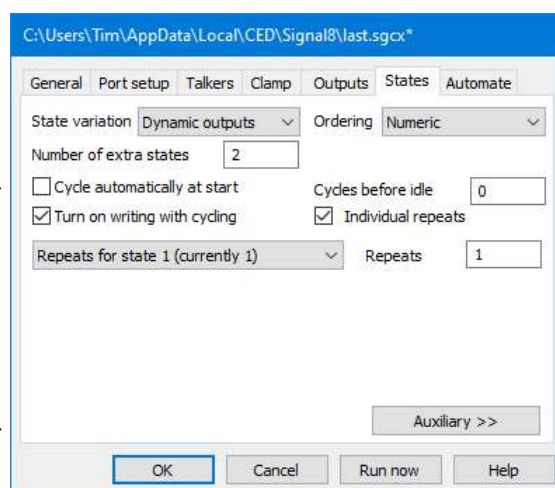 C:\Users\Tim\AppData\Local\CED\Signal8\last.sgcx*
General Port setup Talkers Clamp Outputs States Automate
State variation Dynamic outputs Ordering Numeric
Number of extra states 2
Cycle automatically at start Cycles before idle 0
Turn on writing with cycling Individual repeats
Repeats for state 1 (currently 1) Repeats 1
Auxiliary >>
OK Cancel Run now Help